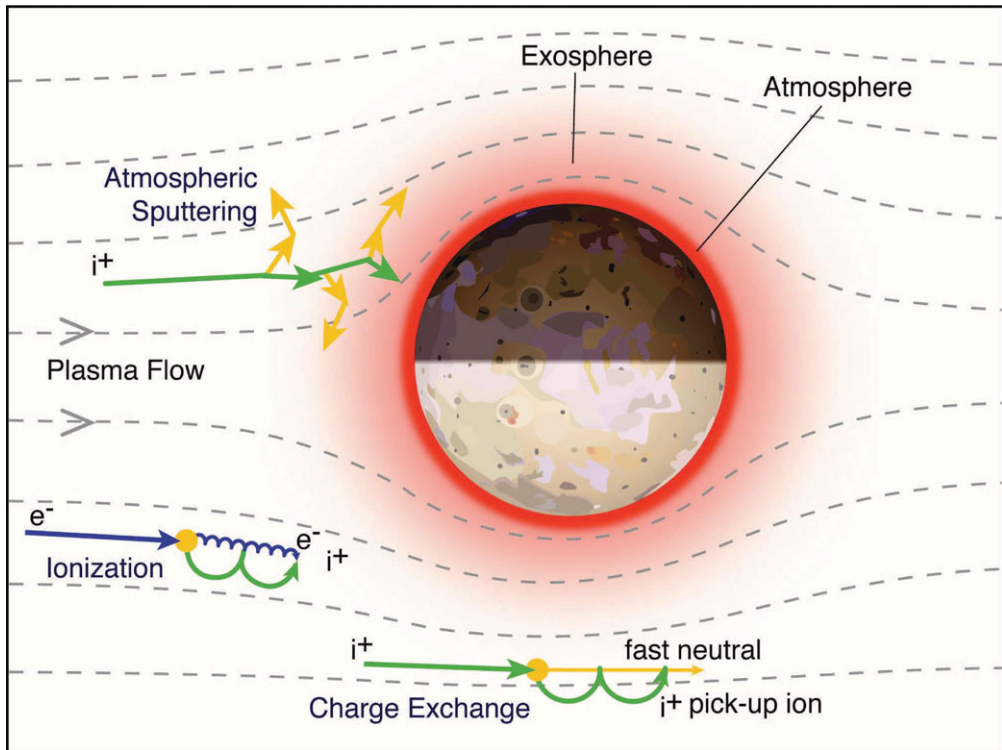 Exosphere
Atmosphere
Atmospheric
Sputtering
i+
Plasma Flow
e-
e-
i+
Ionization
i+
fast neutral
Charge Exchange
i+ pick-up ion